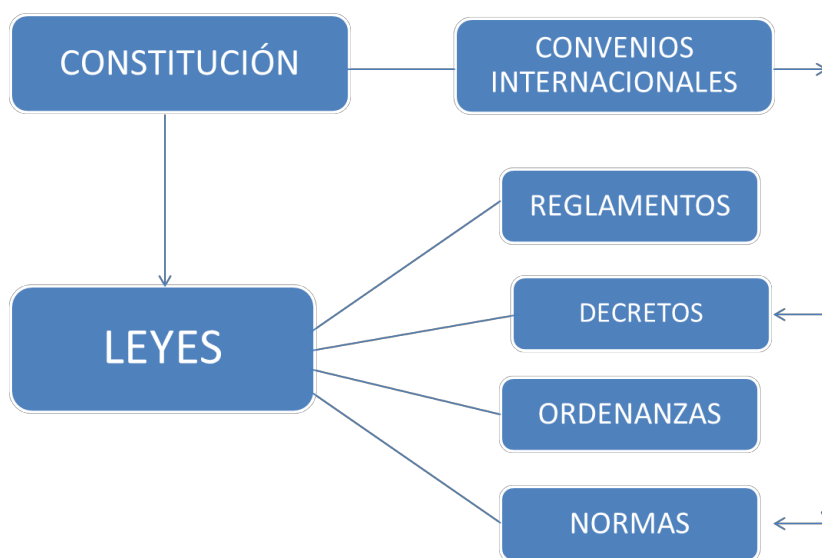 CONSTITUCIÓN
CONVENIOS
INTERNACIONALES
REGLAMENTOS
LEYES
DECRETOS
ORDENANZAS
NORMAS